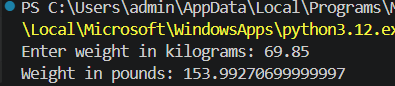 PS C:\Users\admin\AppData\Local\Programs\
\Local\Microsoft\WindowsApps\python3.12.ex
Enter weight in kilograms: 69.85
Weight in pounds: 153.99270699999997